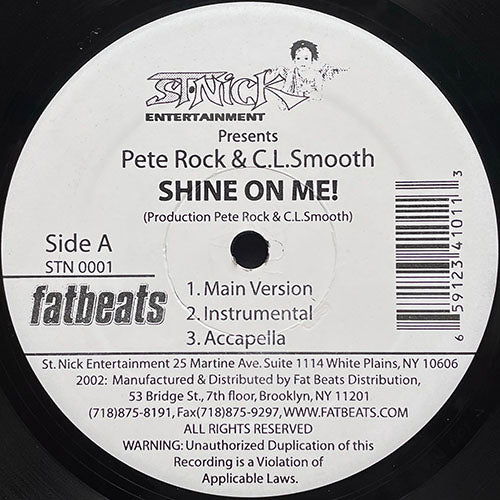 ST.NICK
ENTERTAINMENT
Presents
Pete Rock & C.L.Smooth
SHINE ON ME!
(Production Pete Rock & C.L.Smooth)
Side A
STN 0001
fatbeats
1. Main Version
2. Instrumental
3. Accapella
6 59123 41011 3
St. Nick Entertainment 25 Martine Ave. Suite 1114 White Plains, NY 10606
2002: Manufactured & Distributed by Fat Beats Distribution,
53 Bridge St., 7th floor, Brooklyn, NY 11201
(718)875-8191, Fax(718)875-9297, WWW.FATBEATS.COM
ALL RIGHTS RESERVED
WARNING: Unauthorized Duplication of this
Recording is a Violation of
Applicable Laws.